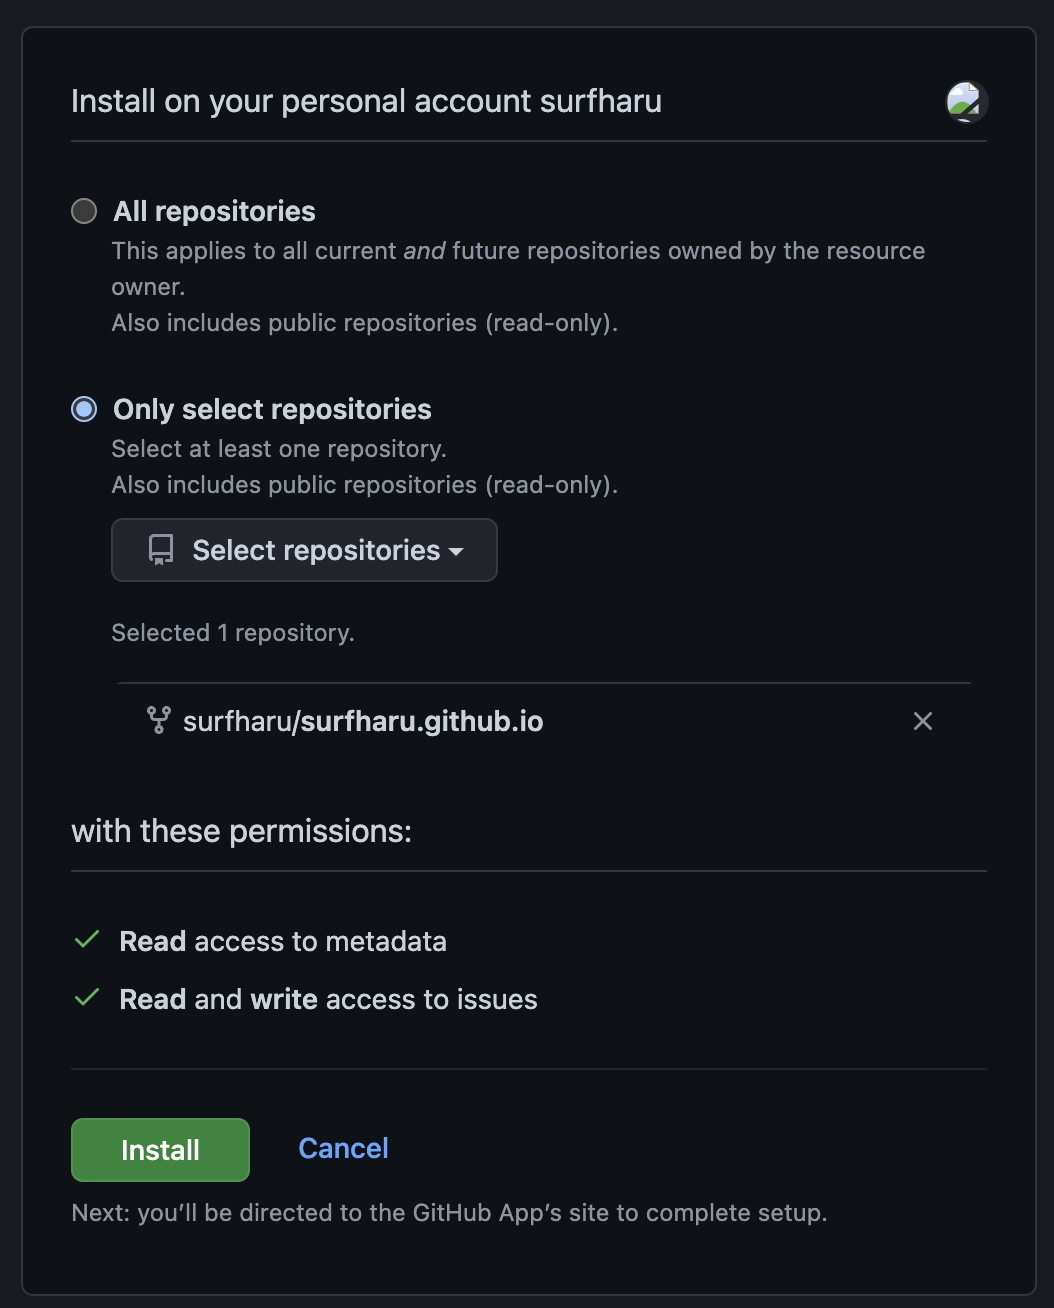 Install on your personal account surfharu
All repositories
This applies to all current and future repositories owned by the resource
owner.
Also includes public repositories (read-only).
Only select repositories
Select at least one repository.
Also includes public repositories (read-only).
Select repositories
Selected 1 repository.
surfharu/surfharu.github.io
with these permissions:
Read access to metadata
Read and write access to issues
Install
Cancel
Next: you’ll be directed to the GitHub App’s site to complete setup.